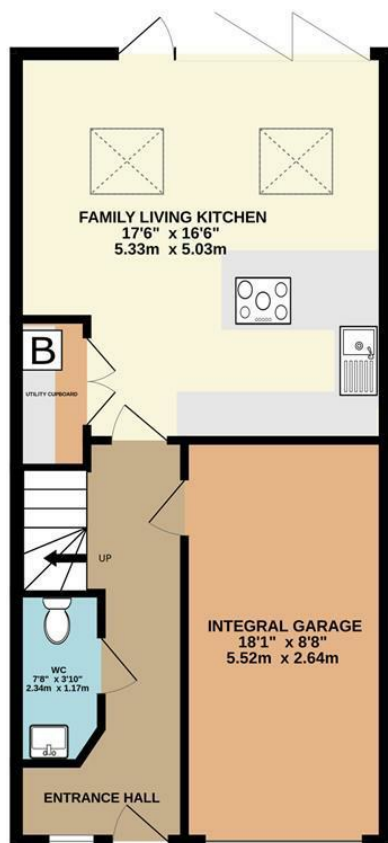 FAMILY LIVING KITCHEN
17'6" x 16'6"
5.33m x 5.03m
B
UTILITY CUPBOARD
UP
INTEGRAL GARAGE
18'1" x 8'8"
5.52m x 2.64m
WC
7'8" x 3'10"
2.34m x 1.17m
ENTRANCE HALL